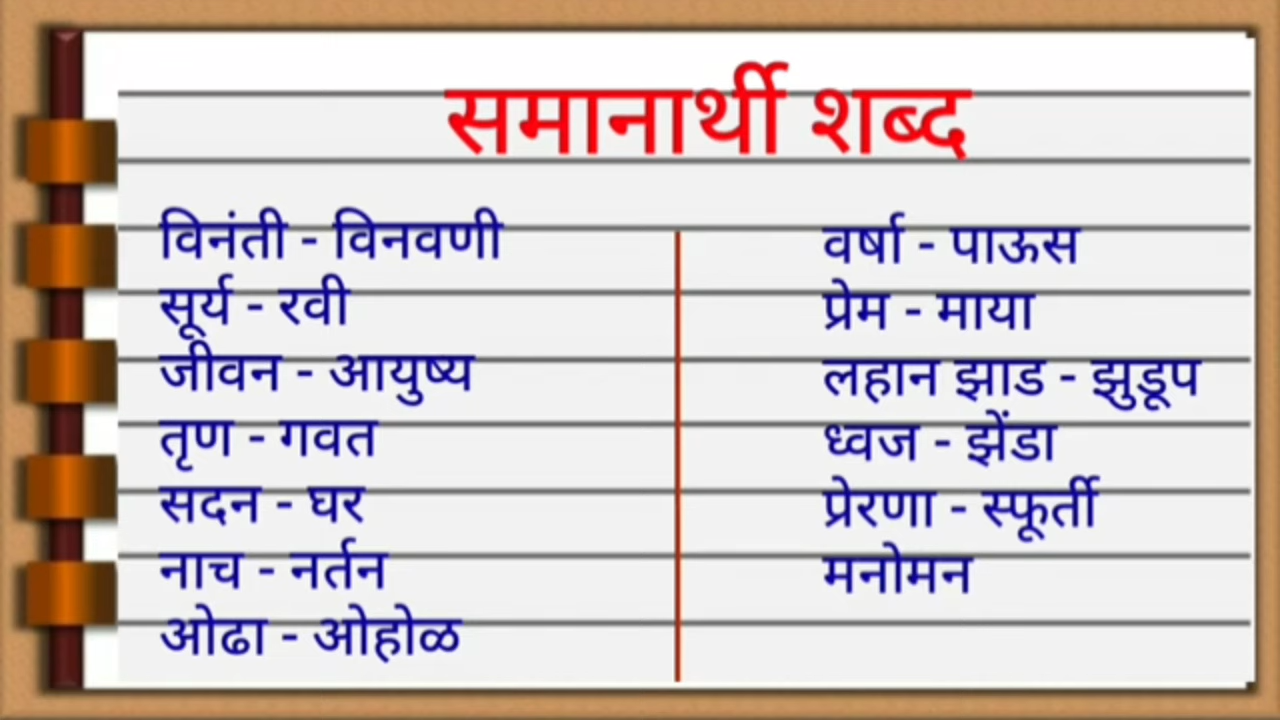 समानार्थी शब्द
विनंती - विनवणी
सूर्य - रवी
जीवन - आयुष्य
तृण - गवत
सदन - घर
नाच - नर्तन
ओढा - ओहोळ
वर्षा - पाऊस
प्रेम - माया
लहान झाड - झुडूप
ध्वज - झेंडा
प्रेरणा - स्फूर्ती
मनोमन